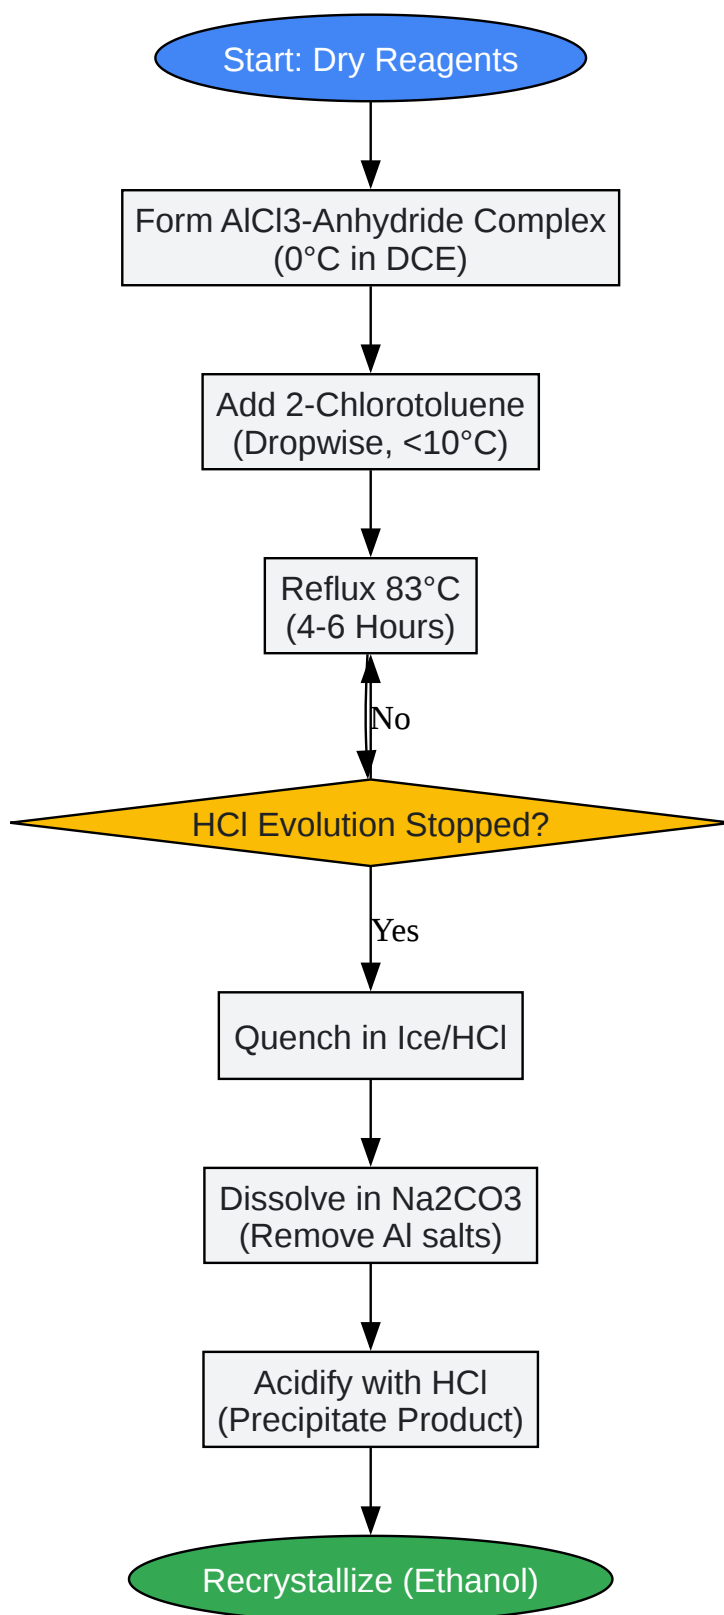 Start: Dry Reagents
Form AlCl3-Anhydride Complex
(0°C in DCE)
Add 2-Chlorotoluene
(Dropwise, <10°C)
Reflux 83°C
(4-6 Hours)
No
HCl Evolution Stopped?
Yes
Quench in Ice/HCl
Dissolve in Na2CO3
(Remove Al salts)
Acidify with HCl
(Precipitate Product)
Recrystallize (Ethanol)